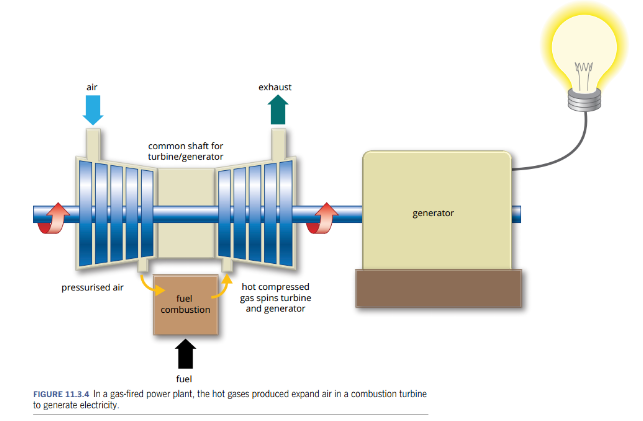 air
exhaust
common shaft for
turbine/generator
generator
pressurised air
fuel
combustion
hot compressed
gas spins turbine
and generator
fuel
FIGURE 11.3.4 In a gas-fired power plant, the hot gases produced expand air in a combustion turbine
to generate electricity.